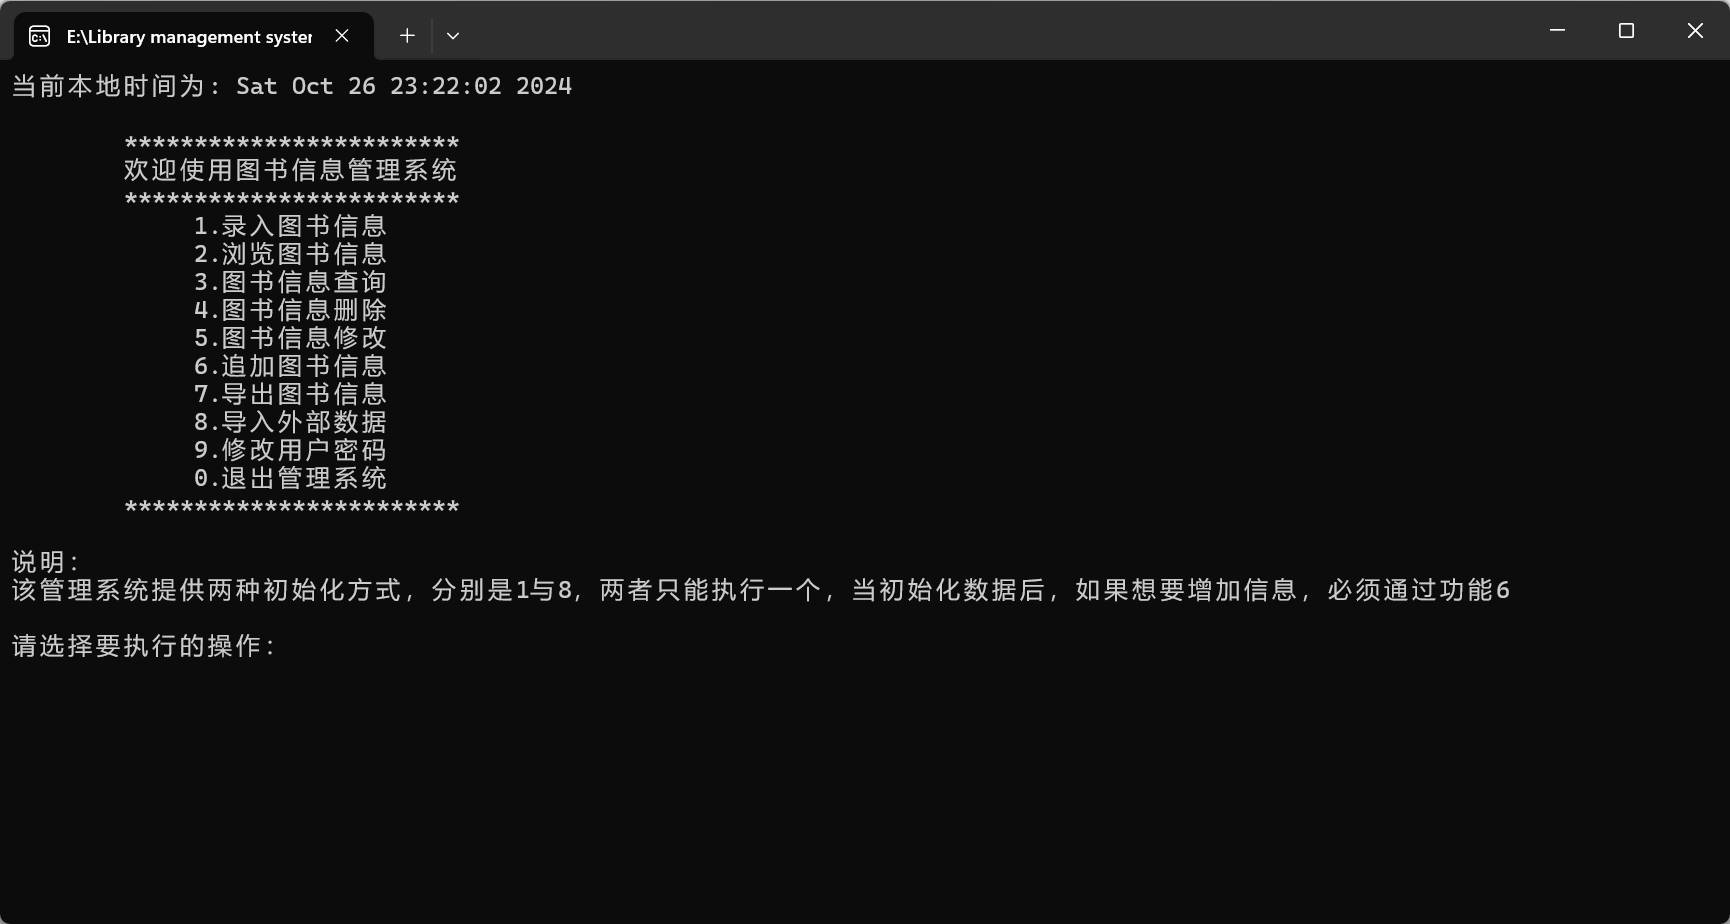 E:\Library management syster
当前本地时间为: Sat Oct 26 23:22:02 2024
************************
欢迎使用图书信息管理系统
************************
1.录入图书信息
2.浏览图书信息
3.图书信息查询
4.图书信息删除
5.图书信息修改
6.追加图书信息
7.导出图书信息
8.导入外部数据
9.修改用户密码
0.退出管理系统
************************
说明:
该管理系统提供两种初始化方式,分别是1与8,两者只能执行一个,当初始化数据后,如果想要增加信息,必须通过功能6
请选择要执行的操作: